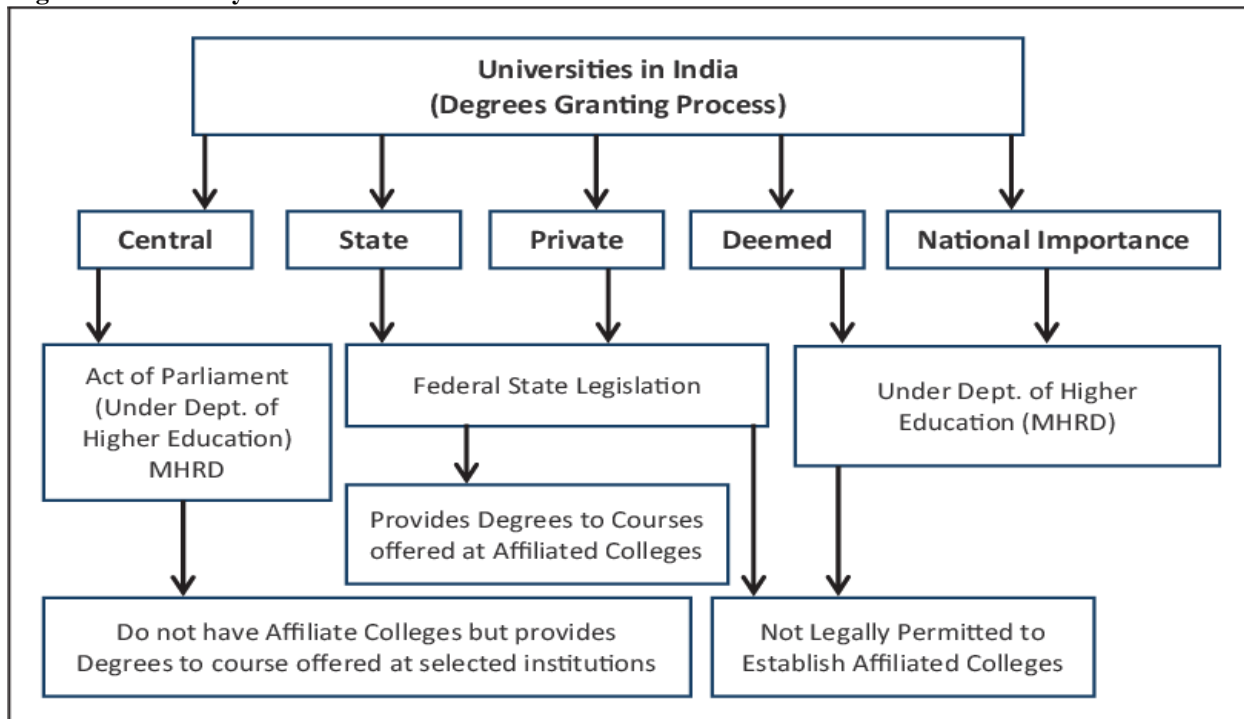 Universities in India
(Degrees Granting Process)
Central
State
Private
Deemed
National Importance
Act of Parliament
(Under Dept. of
Higher Education)
MHRD
Federal State Legislation
Under Dept. of Higher
Education (MHRD)
Provides Degrees to Courses
offered at Affiliated Colleges
Do not have Affiliate Colleges but provides
Degrees to course offered at selected institutions
Not Legally Permitted to
Establish Affiliated Colleges